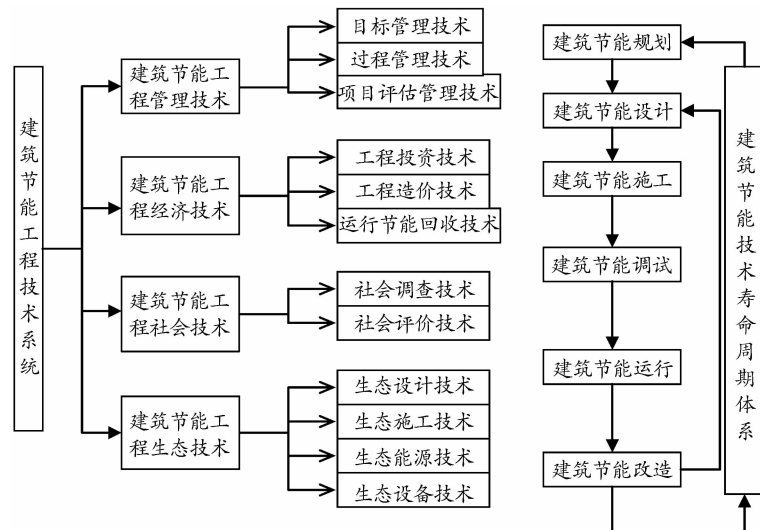 建筑节能工程技术系统
建筑节能工
程管理技术
目标管理技术
过程管理技术
项目评估管理技术
建筑节能工
程经济技术
工程投资技术
工程造价技术
运行节能回收技术
建筑节能工
程社会技术
社会调查技术
社会评价技术
建筑节能工
程生态技术
生态设计技术
生态施工技术
生态能源技术
生态设备技术
建筑节能规划
建筑节能设计
建筑节能施工
建筑节能调试
建筑节能运行
建筑节能改造
建筑节能技术寿命周期体系